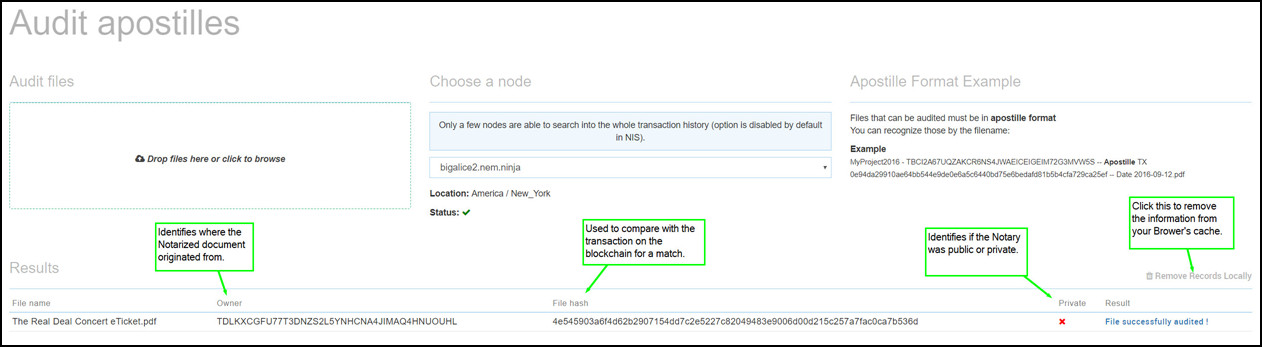 Audit apostilles
Audit files
Drop files here or click to browse
Choose a node
Only a few nodes are able to search into the whole transaction history (option is disabled by default
in NIS).
bigalice2.nem.ninja
Location: America / New_York
Status:
Apostille Format Example
Files that can be audited must be in apostille format
You can recognize those by the filename:
Example
MyProject2016 - TBCI2A67UQZAKCR6NS4JWAEICEIGEIM72G3MVW5S -- Apostille TX
0e94da29910ae64bb544e9de0e6a5c6440bd75e6bedafd81b5b4cfa729ca25ef -- Date 2016-09-12.pdf
Identifies where the
Notarized document
originated from.
Used to compare with the
transaction on the
blockchain for a match.
Identifies if the Notary
was public or private.
Click this to remove
the information from
your Brower's cache.
Results
Remove Records Locally
File name Owner File hash Private Result
The Real Deal Concert eTicket.pdf TDLKXCGFU77T3DNZS2L5YNHCNA4JIMAQ4HNUOUHL 4e545903a6f4d62b2907154dd7c2e5227c82049483e9006d00d215c257a7fac0ca7b536d File successfully audited !